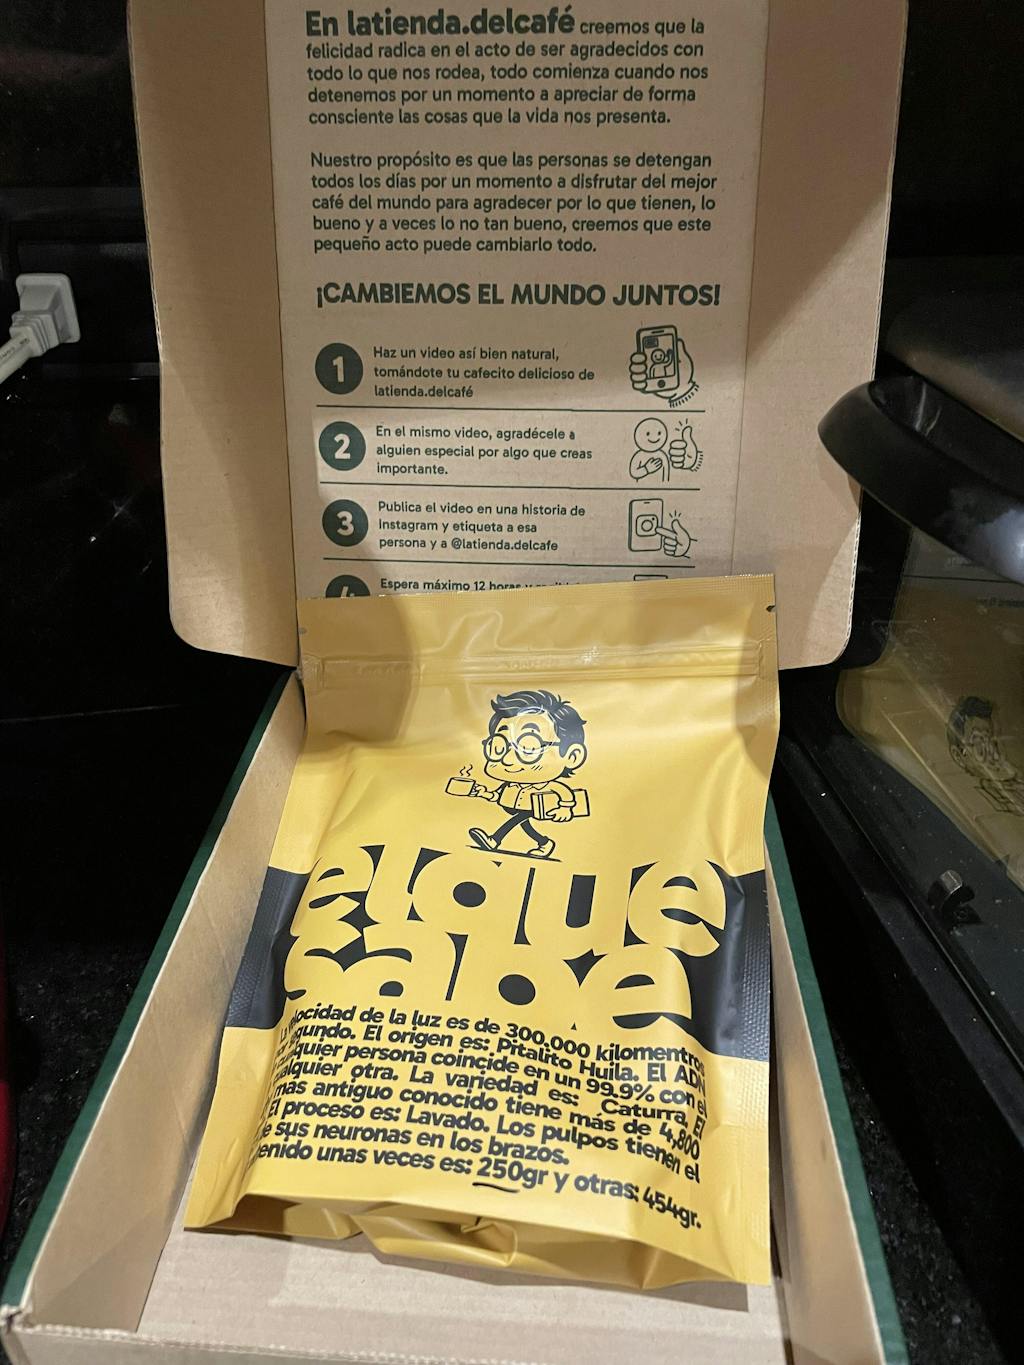 En latienda.delcafé creemos que la
felicidad radica en el acto de ser agradecidos con
todo lo que nos rodea, todo comienza cuando nos
detenemos por un momento a apreciar de forma
consciente las cosas que la vida nos presenta.
Nuestro propósito es que las personas se detengan
todos los días por un momento a disfrutar del mejor
café del mundo para agradecer por lo que tienen, lo
bueno y a veces lo no tan bueno, creemos que este
pequeño acto puede cambiarlo todo.
¡CAMBIEMOS EL MUNDO JUNTOS!
1 Haz un video así bien natural,
tomándote tu cafecito delicioso de
latienda.delcafé
2 En el mismo video, agradécele a
alguien especial por algo que creas
importante.
3 Publica el video en una historia de
Instagram y etiqueta a esa
persona y a @latienda.delcafe
4 Espera máximo 12 horas y
el que
sabe
La velocidad de la luz es de 300.000 kilomentros
segundo. El origen es: Pitalito Huila. El ADN
persona coincide en un 99.9% con el
otra. La variedad es: Caturra. El
más antiguo conocido tiene más de 4,800
El proceso es: Lavado. Los pulpos tienen el
de sus neuronas en los brazos.
unas veces es: 250gr y otras: 454gr.